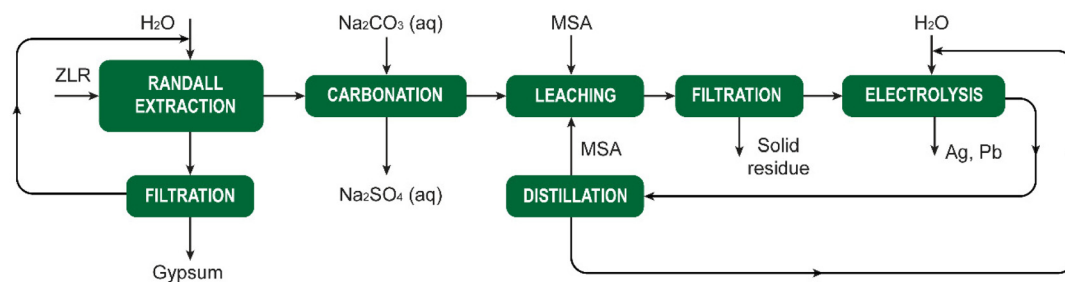 H₂O
Na₂CO₃ (aq)
MSA
H₂O
ZLR
RANDALL
EXTRACTION
CARBONATION
LEACHING
FILTRATION
ELECTROLYSIS
MSA
Solid
residue
Ag, Pb
FILTRATION
Na₂SO₄ (aq)
DISTILLATION
Gypsum